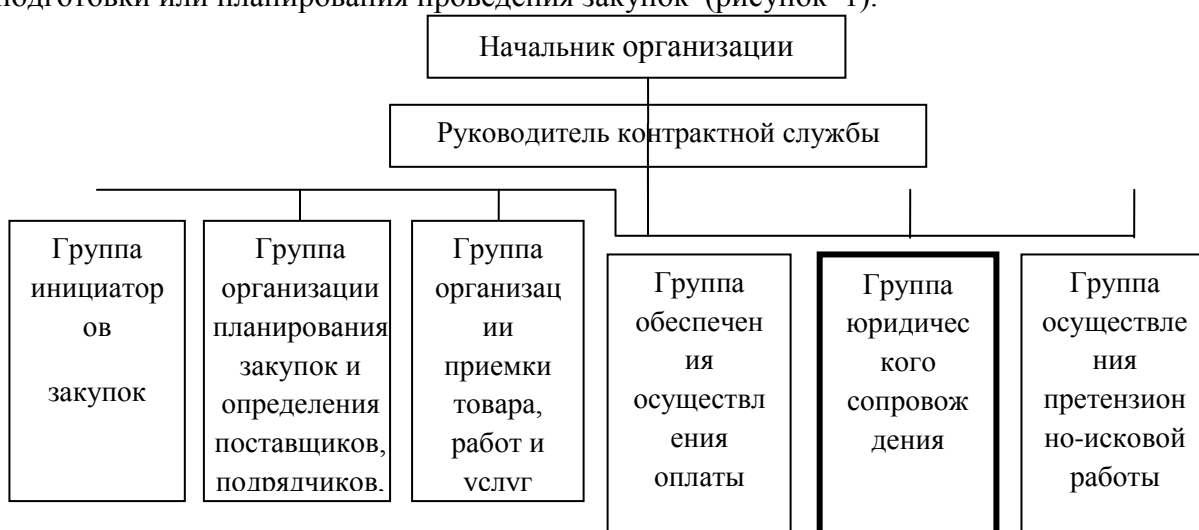 подготовки или планирования проведения закупок (рисунок 1).
Начальник организации
Руководитель контрактной службы
Группа
инициатор
ов
закупок
Группа
организации
планирования
закупок и
определения
поставщиков,
подрядчиков.
Группа
организац
ии
приемки
товара,
работ и
услуг
Группа
обеспечен
ия
осуществл
ения
оплаты
Группа
юридичес
кого
сопровож
дения
Группа
осуществле
ния
претензион
но-исковой
работы